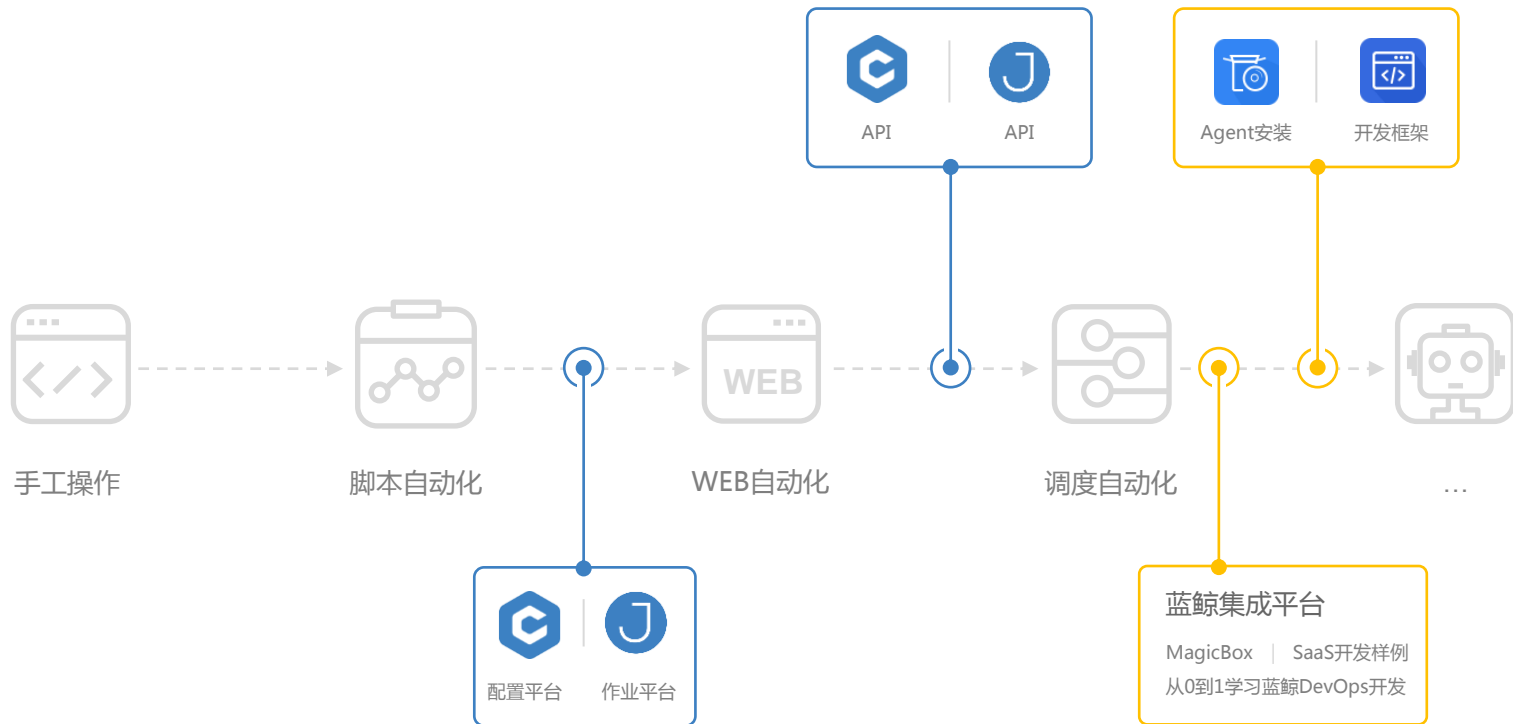 API
API
Agent安装
开发框架
WEB
手工操作
脚本自动化
WEB自动化
调度自动化
...
配置平台
作业平台
蓝鲸集成平台
MagicBox | SaaS开发样例
从0到1学习蓝鲸DevOps开发